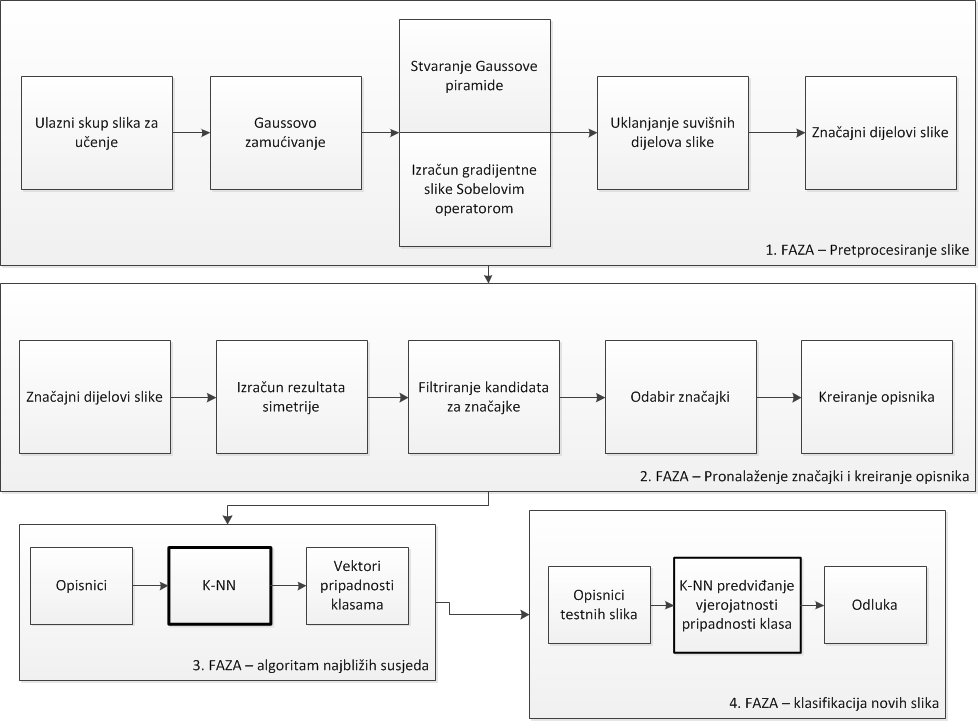 Ulazni skup slika za
učenje
Gaussovo
zamućivanje
Stvaranje Gaussove
piramide
Izračun gradijentne
slike Sobelovim
operatorom
Uklanjanje suvišnih
dijelova slike
Značajni dijelovi slike
1. FAZA – Pretprocesiranje slike
Značajni dijelovi slike
Izračun rezultata
simetrije
Filtriranje kandidata
za značajke
Odabir značajki
Kreiranje opisnika
2. FAZA – Pronalaženje značajki i kreiranje opisnika
Opisnici
K-NN
Vektori
pripadnosti
klasama
3. FAZA – algoritam najbližih susjeda
Opisnici
testnih slika
K-NN predviđanje
vjerojatnosti
pripadnosti klasa
Odluka
4. FAZA – klasifikacija novih slika